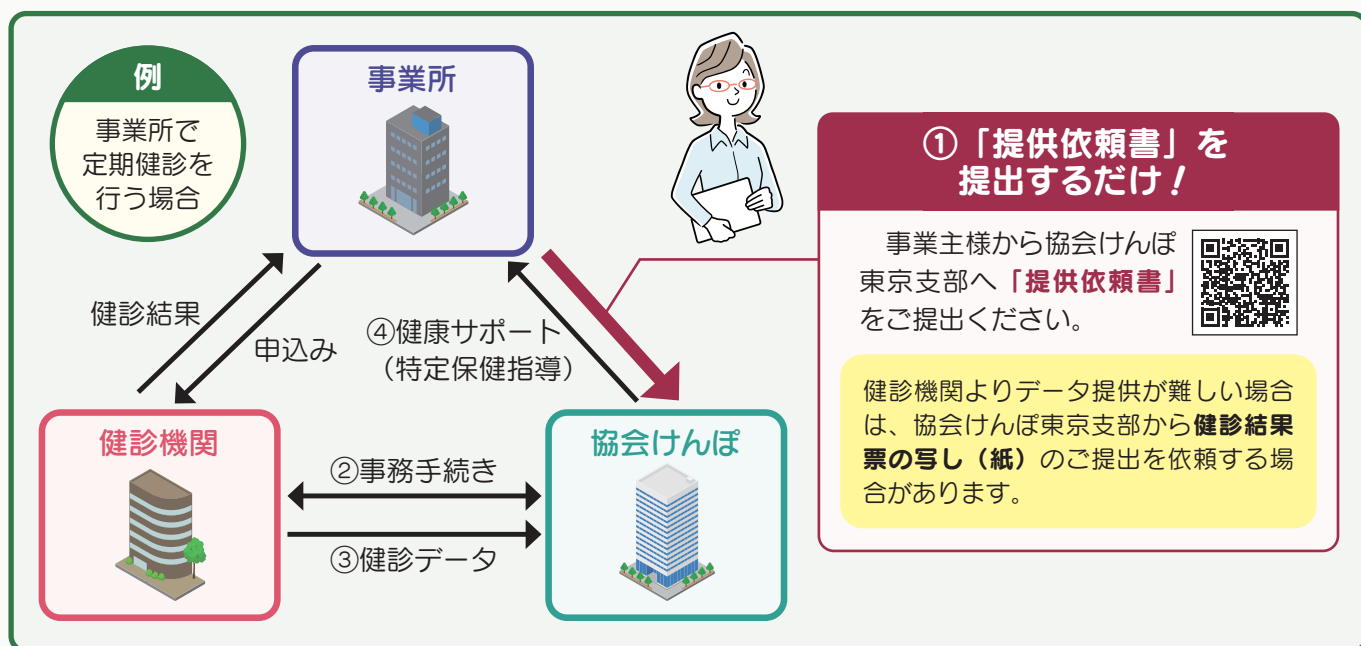 例
事業所で
定期健診を
行う場合
事業所
健診結果
申込み
④健康サポート
（特定保健指導）
健診機関
②事務手続き
③健診データ
協会けんぽ
①「提供依頼書」を
提出するだけ！
事業主様から協会けんぽ
東京支部へ「提供依頼書」
をご提出ください。
健診機関よりデータ提供が難しい場合
は、協会けんぽ東京支部から健診結果
票の写し（紙）のご提出を依頼する場
合があります。